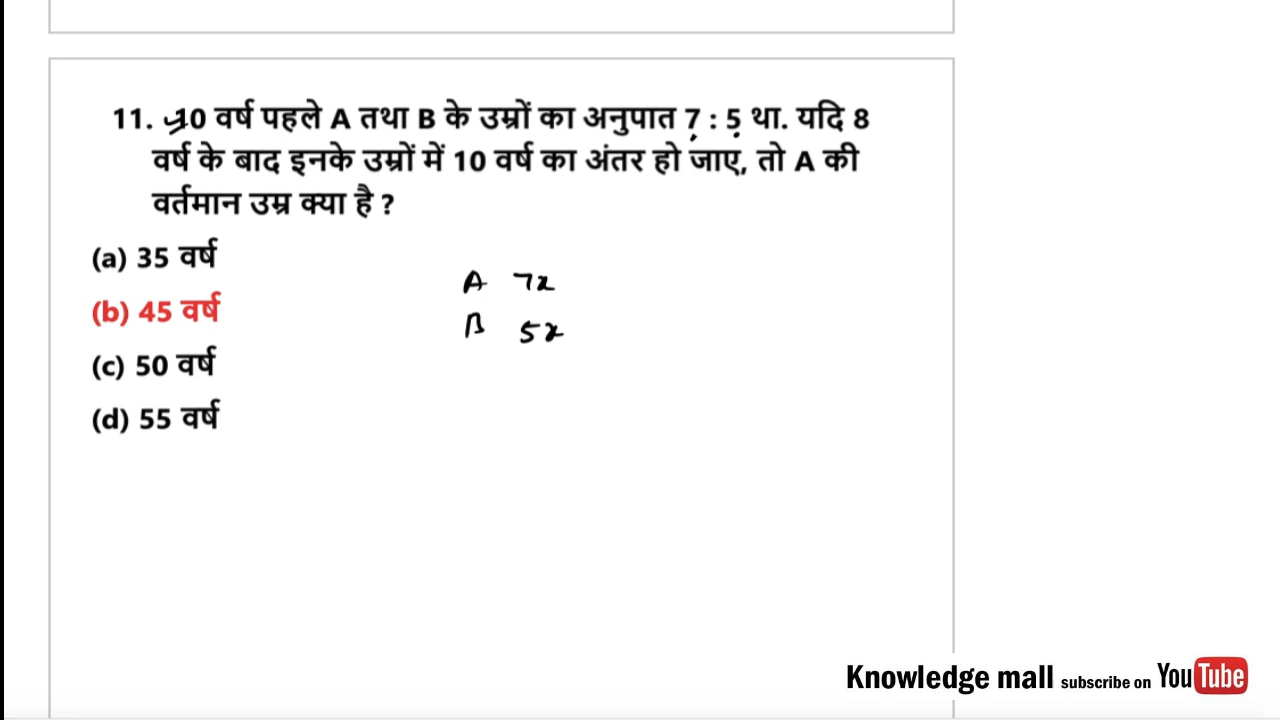 11. 10 वर्ष पहले A तथा B के उम्रों का अनुपात 7 : 5 था. यदि 8
वर्ष के बाद इनके उम्रों में 10 वर्ष का अंतर हो जाए, तो A की
वर्तमान उम्र क्या है ?
(a) 35 वर्ष
(b) 45 वर्ष
(c) 50 वर्ष
(d) 55 वर्ष
A 7x
B 5x
Knowledge mall subscribe on YouTube